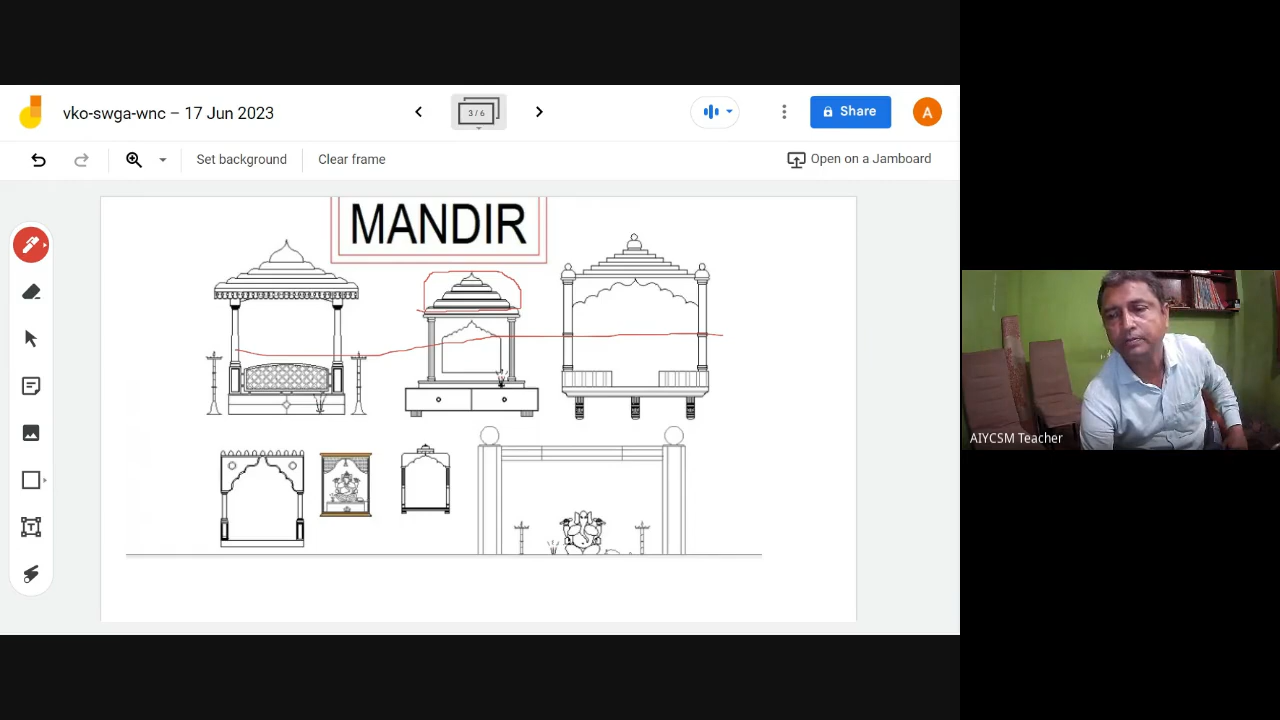 vko-swga-wnc – 17 Jun 2023
3 / 6
Share
A
Set background
Clear frame
Open on a Jamboard
MANDIR
AIYCSM Teacher